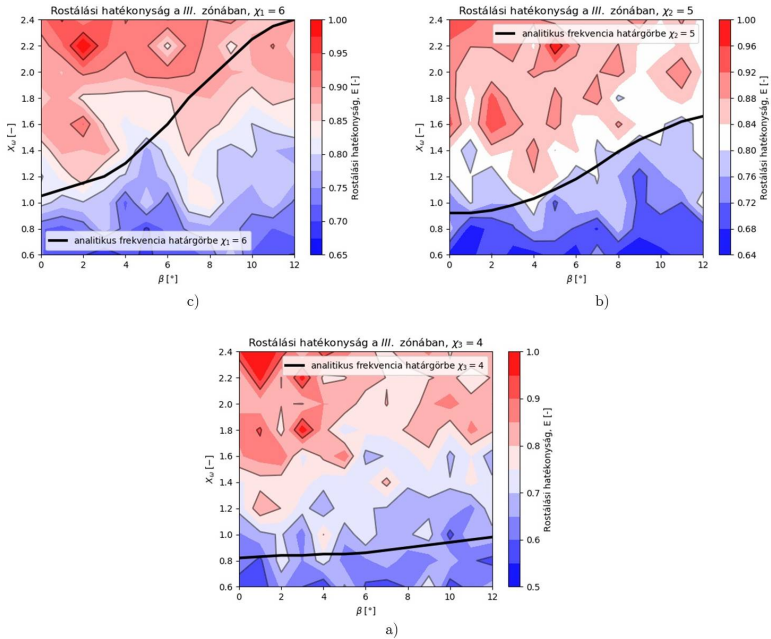 Rostálási hatékonyság a III. zónában, χ₁ = 6
2.4
2.2
2.0
1.8
1.6
1.4
1.2
1.0
0.8
0.6
Xω [−]
analitikus frekvencia határgörbe χ₁ = 6
0 2 4 6 8 10 12
β [°]
1.00
0.95
0.90
0.85
0.80
0.75
0.70
0.65
Rostálási hatékonyság, E [-]
c)
Rostálási hatékonyság a III. zónában, χ₂ = 5
analitikus frekvencia határgörbe χ₂ = 5
2.4
2.2
2.0
1.8
1.6
1.4
1.2
1.0
0.8
0.6
Xω [−]
0 2 4 6 8 10 12
β [°]
1.00
0.96
0.92
0.88
0.84
0.80
0.76
0.72
0.68
0.64
Rostálási hatékonyság, E [-]
b)
Rostálási hatékonyság a III. zónában, χ₃ = 4
analitikus frekvencia határgörbe χ₃ = 4
2.4
2.2
2.0
1.8
1.6
1.4
1.2
1.0
0.8
0.6
Xω [−]
0 2 4 6 8 10 12
β [°]
1.0
0.9
0.8
0.7
0.6
0.5
Rostálási hatékonyság, E [-]
a)